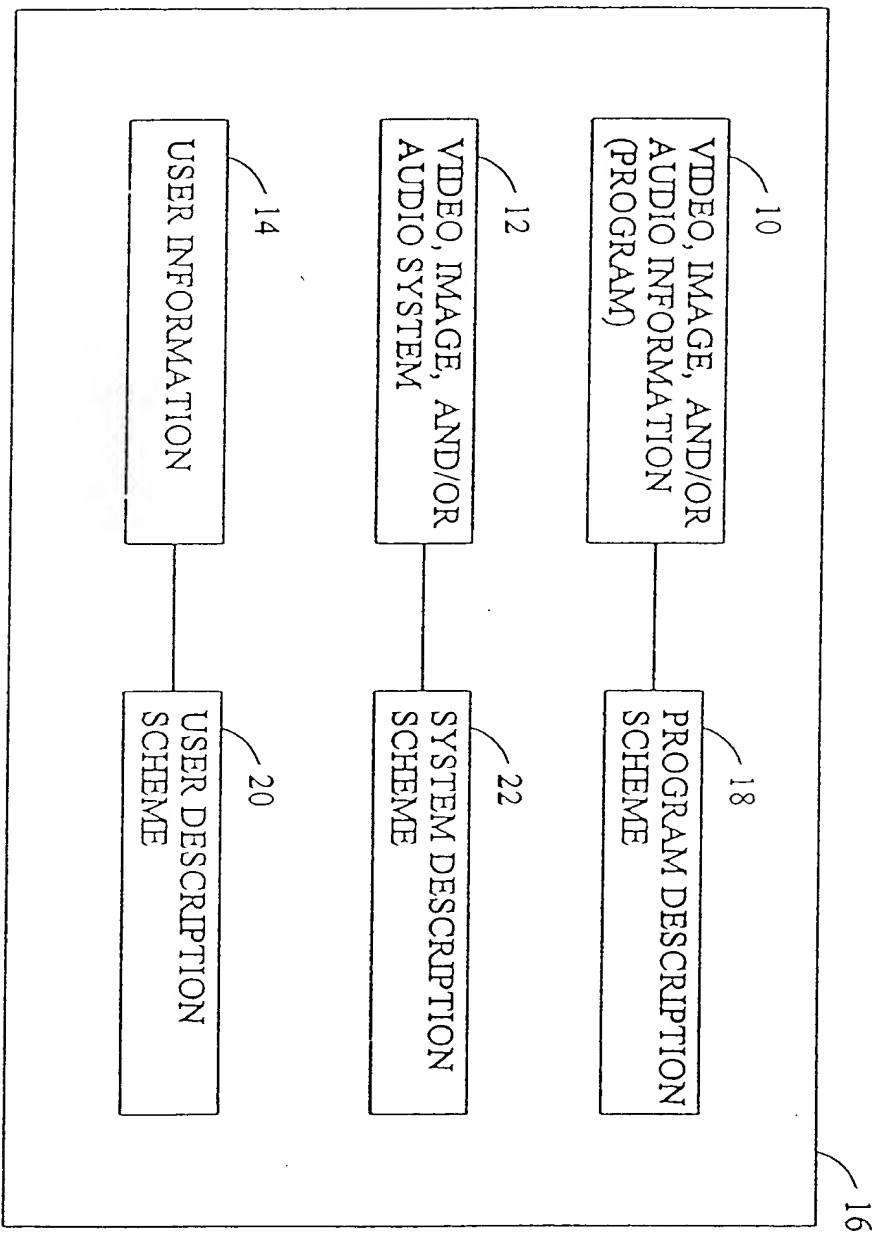 16
10
VIDEO, IMAGE, AND/OR
AUDIO INFORMATION
(PROGRAM)
18
PROGRAM DESCRIPTION
SCHEME
12
VIDEO, IMAGE, AND/OR
AUDIO SYSTEM
22
SYSTEM DESCRIPTION
SCHEME
14
USER INFORMATION
20
USER DESCRIPTION
SCHEME